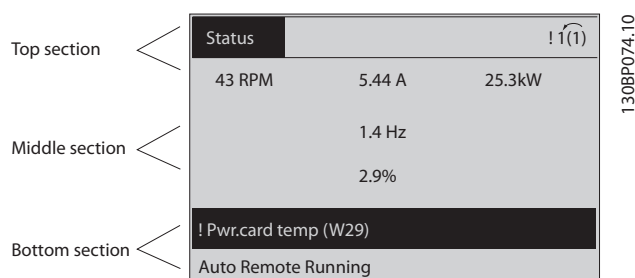 Top section
Status
! 1(1)
43 RPM 5.44 A 25.3kW
Middle section
1.4 Hz
2.9%
! Pwr.card temp (W29)
Bottom section
Auto Remote Running
130BP074.10